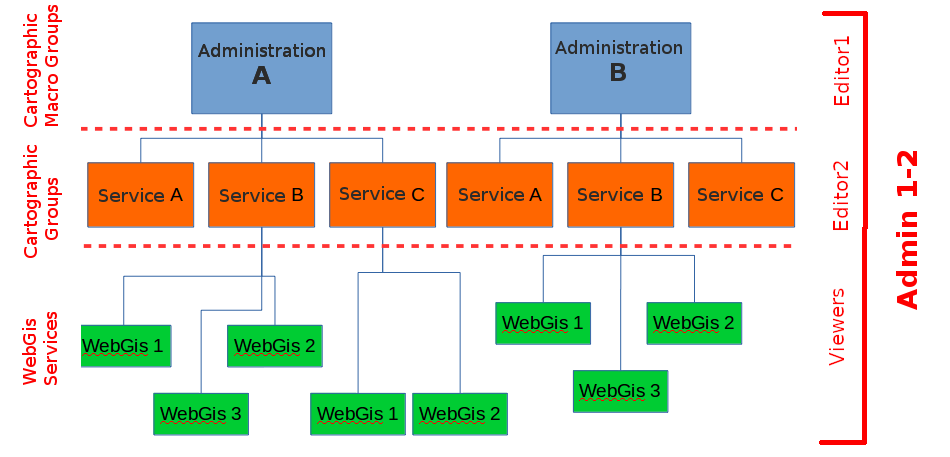 Cartographic
Macro Groups
Administration
A
Administration
B
Editor1
Cartographic
Groups
Service A
Service B
Service C
Service A
Service B
Service C
Editor2
Admin 1-2
WebGis
Services
WebGis 1
WebGis 2
WebGis 3
WebGis 1
WebGis 2
WebGis 1
WebGis 2
WebGis 3
Viewers